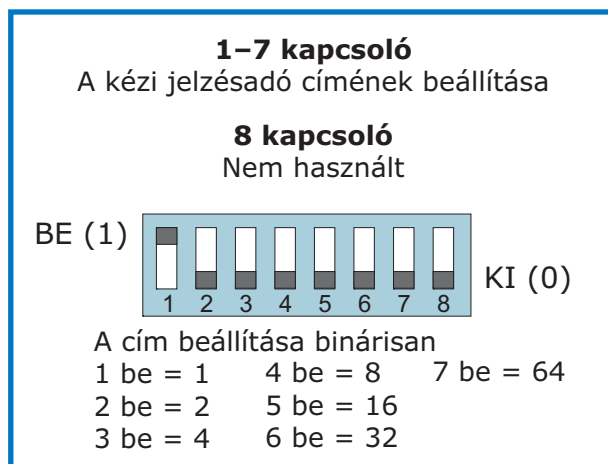 1–7 kapcsoló
A kézi jelzésadó címének beállítása
8 kapcsoló
Nem használt
BE (1)
KI (0)
1 2 3 4 5 6 7 8
A cím beállítása binárisan
1 be = 1 4 be = 8 7 be = 64
2 be = 2 5 be = 16
3 be = 4 6 be = 32